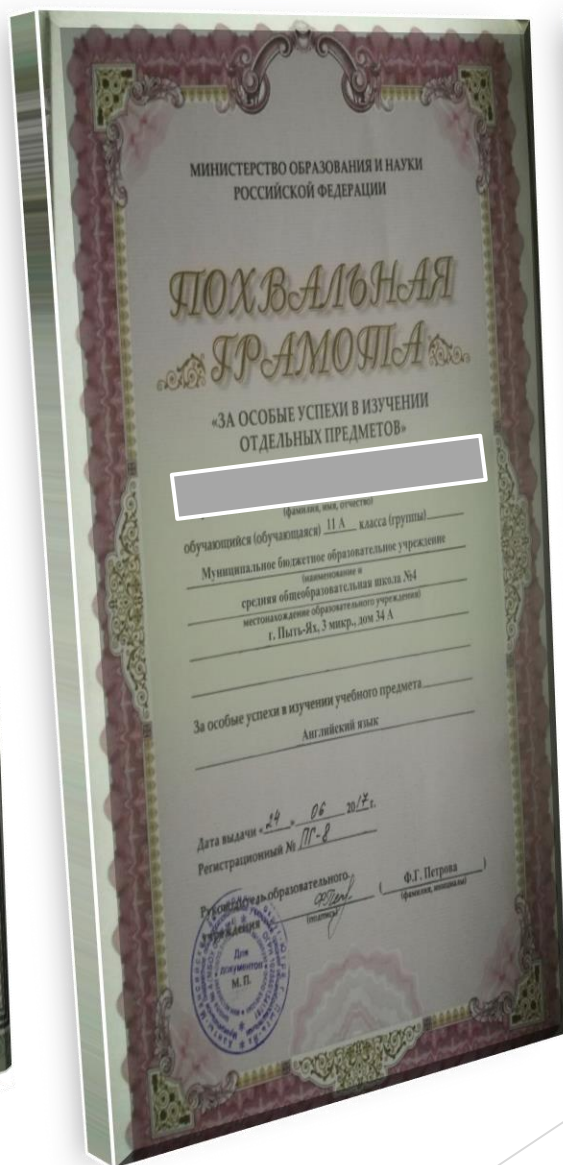 МИНИСТЕРСТВО ОБРАЗОВАНИЯ И НАУКИ
РОССИЙСКОЙ ФЕДЕРАЦИИ
ПОХВАЛЬНАЯ
ГРАМОТА
«ЗА ОСОБЫЕ УСПЕХИ В ИЗУЧЕНИИ
ОТДЕЛЬНЫХ ПРЕДМЕТОВ»
(фамилия, имя, отчество)
обучающийся (обучающаяся) 11 А класса (группы)
Муниципальное бюджетное образовательное учреждение
(наименование и
средняя общеобразовательная школа №4
местонахождение образовательного учреждения)
г. Пыть-Ях, 3 микр., дом 34 А
За особые успехи в изучении учебного предмета
Английский язык
Дата выдачи «24» 06 2017 г.
Регистрационный № ПГ-8
Руководитель образовательного
учреждения (Ф.Г. Петрова)
(подпись) (фамилия, инициалы)
Для
документов
М. П.